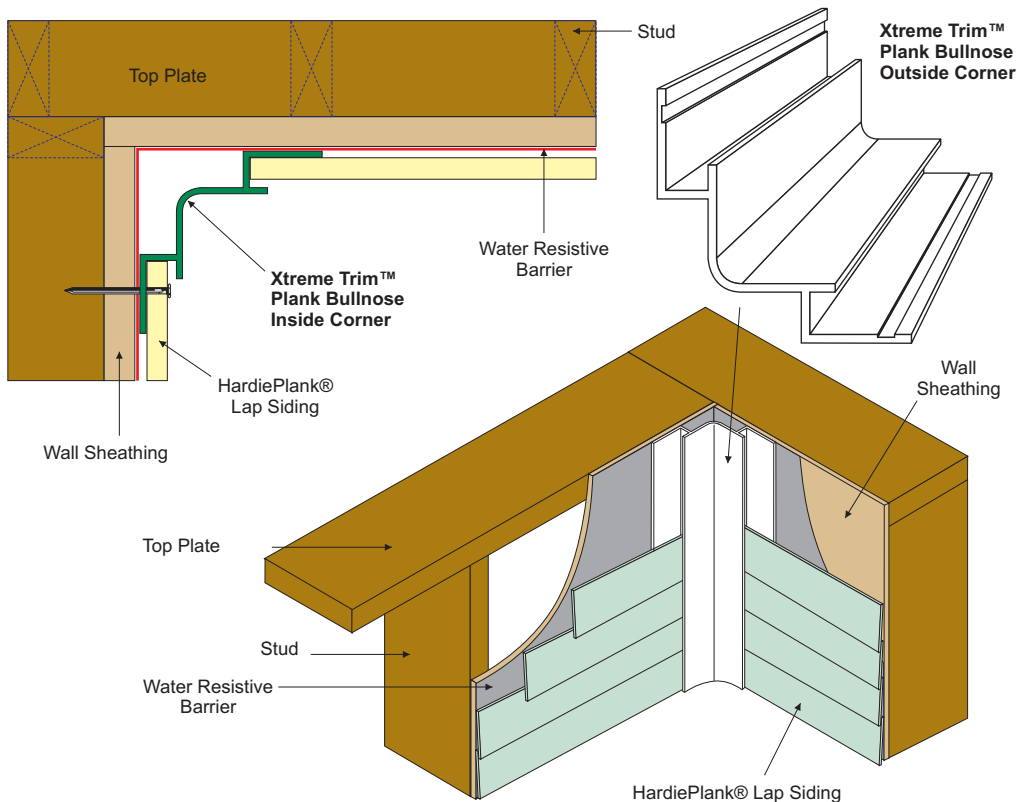 Stud
Top Plate
Xtreme Trim™
Plank Bullnose
Outside Corner
Water Resistive
Barrier
Xtreme Trim™
Plank Bullnose
Inside Corner
HardiePlank®
Lap Siding
Wall Sheathing
Wall
Sheathing
Top Plate
Stud
Water Resistive
Barrier
HardiePlank® Lap Siding